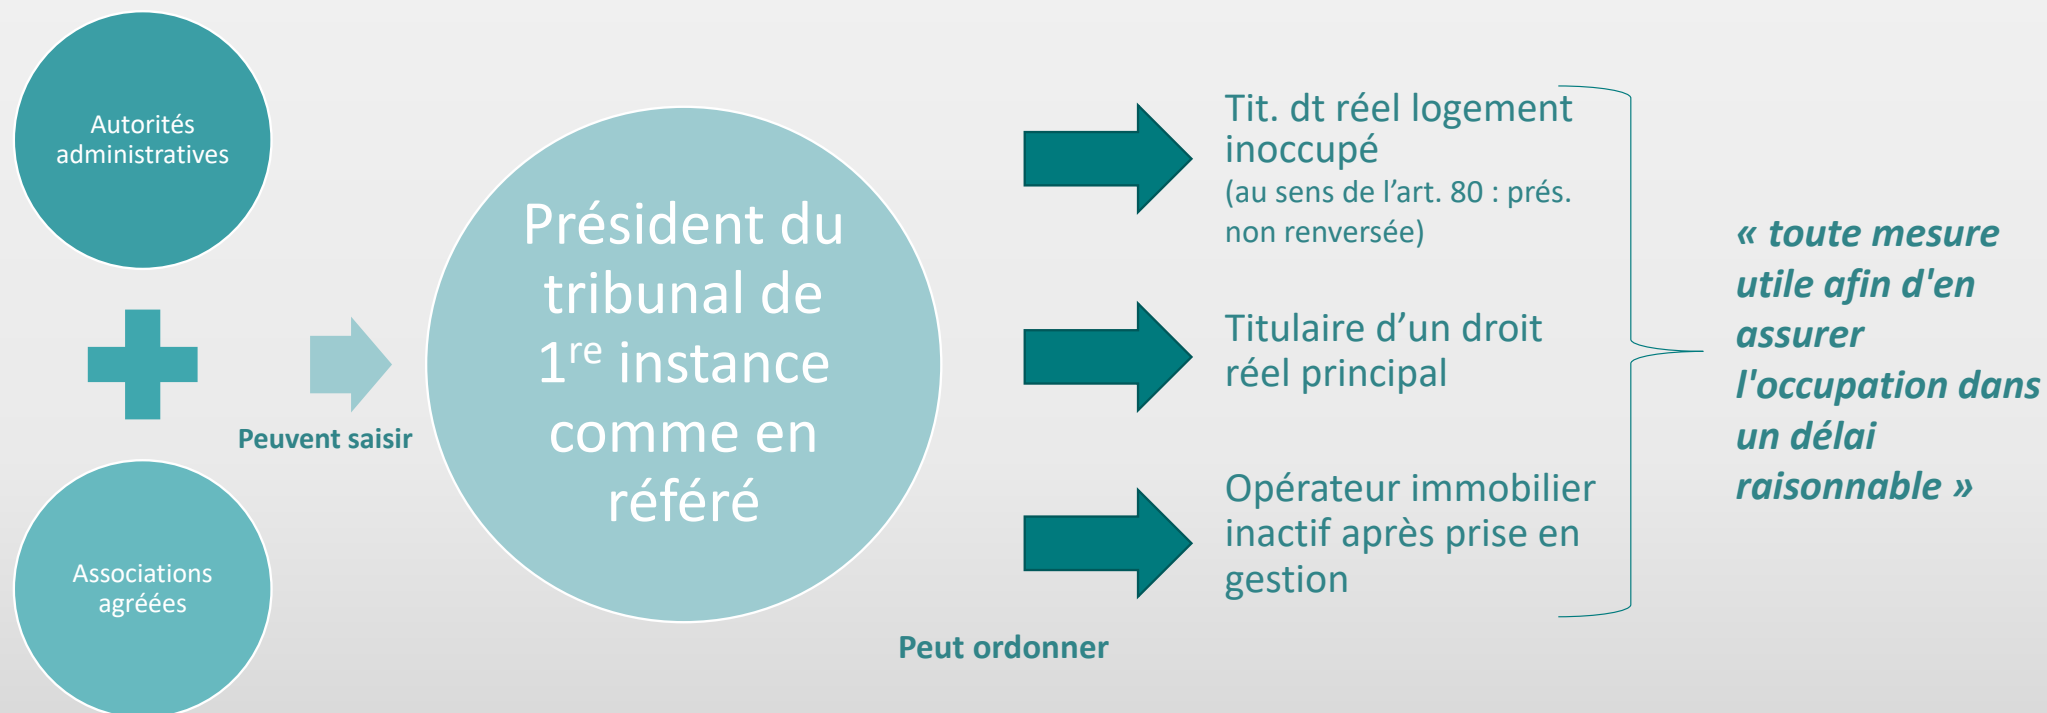 Autorités
administratives
Peuvent saisir
Associations
agréées
Président du
tribunal de
1re instance
comme en
référé
Peut ordonner
Tit. dt réel logement
inoccupé
(au sens de l’art. 80 : prés.
non renversée)
Titulaire d’un droit
réel principal
Opérateur immobilier
inactif après prise en
gestion
« toute mesure
utile afin d'en
assurer
l'occupation dans
un délai
raisonnable »